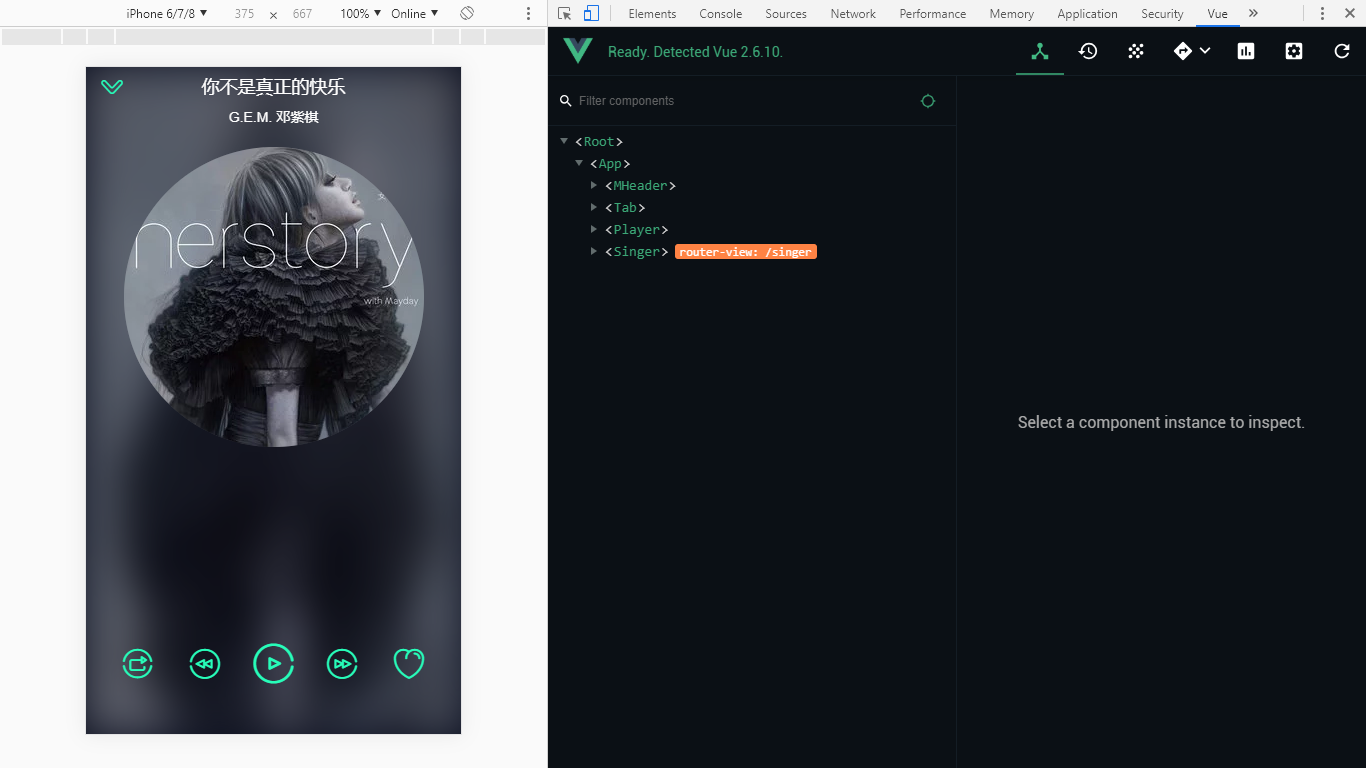 iPhone 6/7/8 ▼ 375 × 667 100% ▼ Online ▼
Elements Console Sources Network Performance Memory Application Security Vue »
Ready. Detected Vue 2.6.10.
Filter components
<Root>
<App>
<MHeader>
<Tab>
<Player>
<Singer> router-view: /singer
Select a component instance to inspect.
你不是真正的快乐
G.E.M. 邓紫棋
文
nerstory
with Mayday